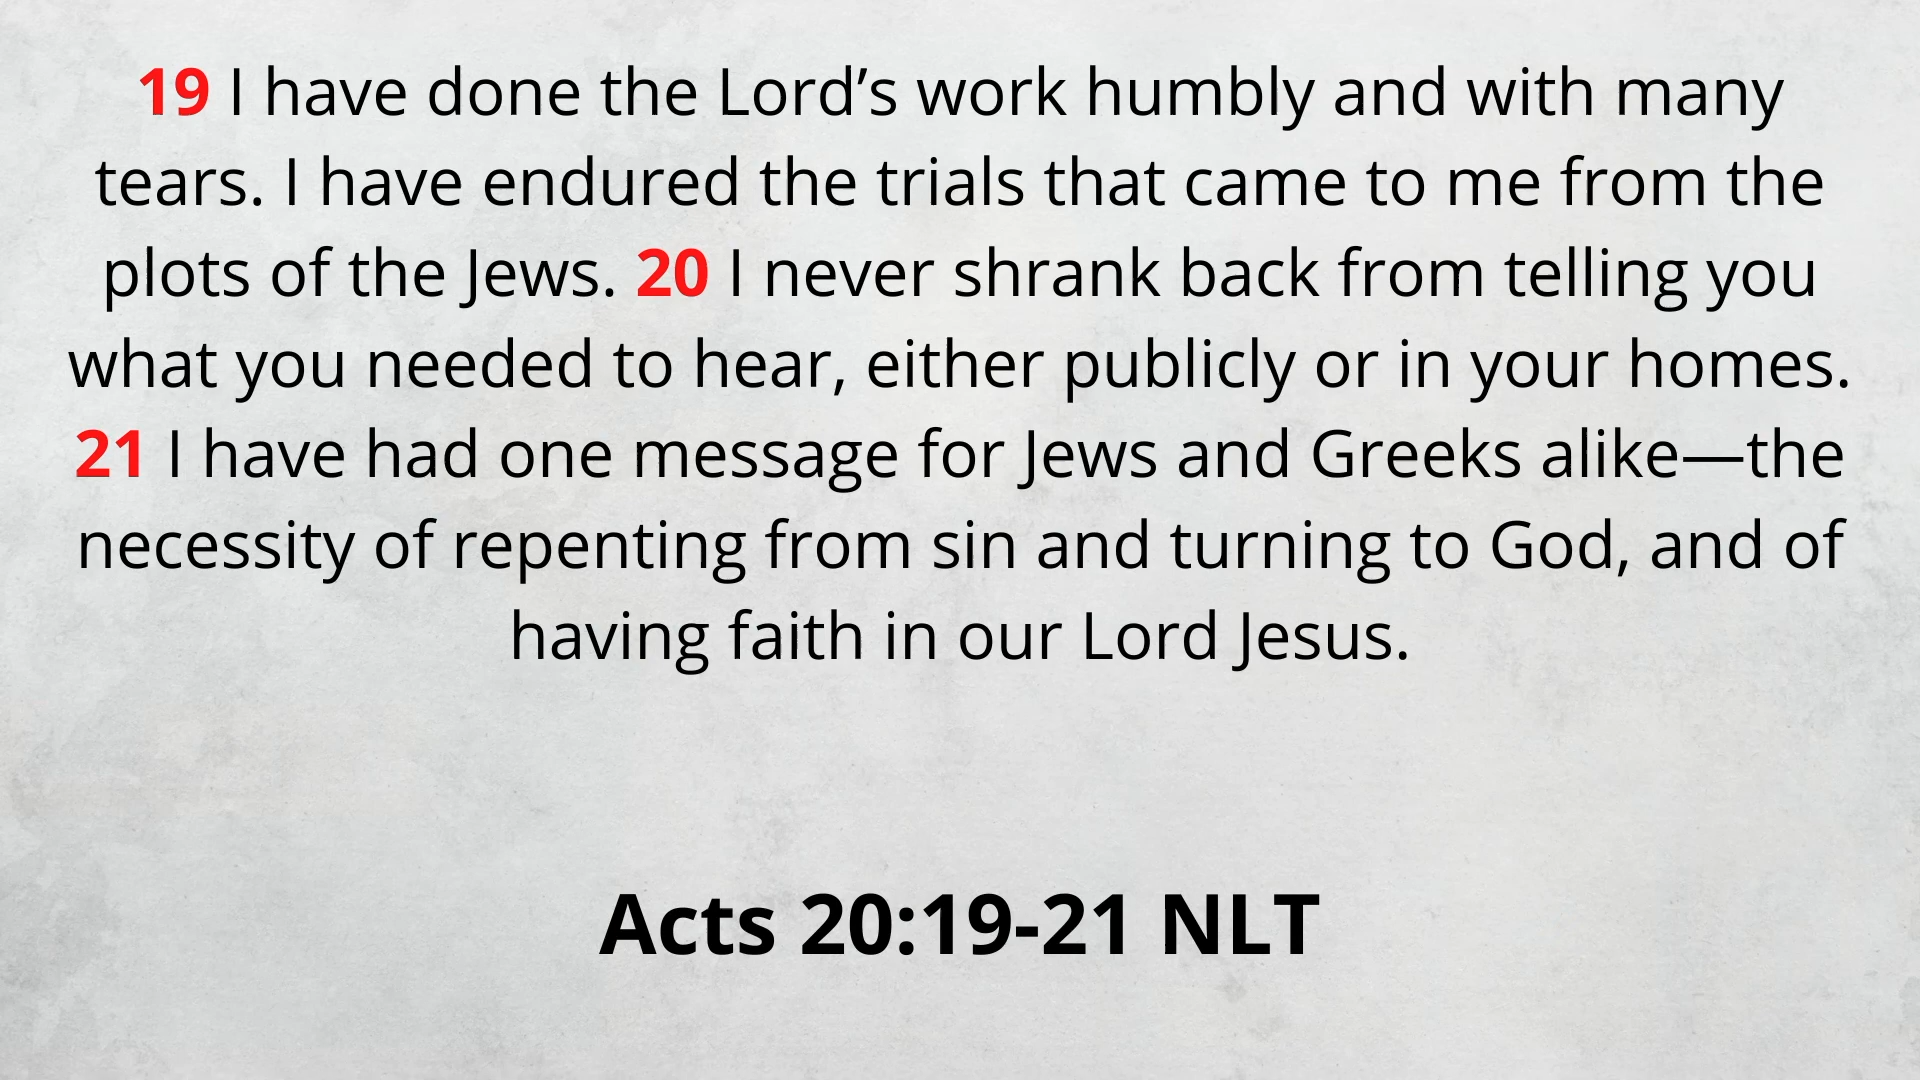 19 I have done the Lord’s work humbly and with many
tears. I have endured the trials that came to me from the
plots of the Jews. 20 I never shrank back from telling you
what you needed to hear, either publicly or in your homes.
21 I have had one message for Jews and Greeks alike—the
necessity of repenting from sin and turning to God, and of
having faith in our Lord Jesus.
Acts 20:19-21 NLT